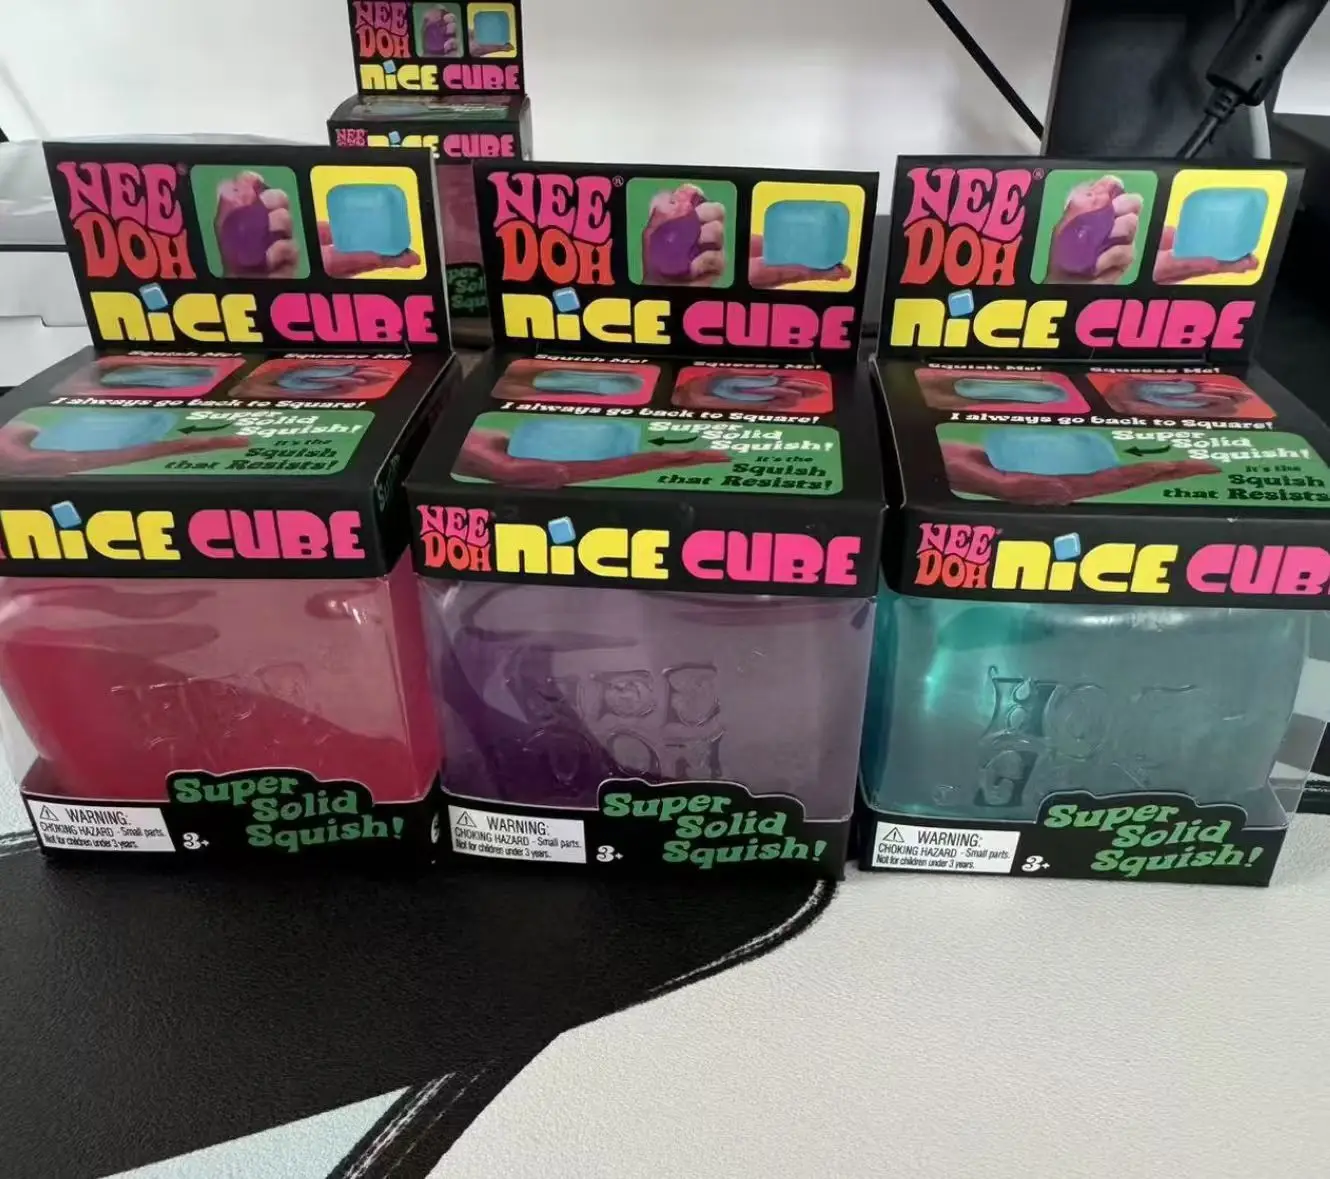 NEE
DOH
NiCE CUBE
NEE
NiCE CUBE
NEE
DOH
NiCE CUBE
Squish Me! Squeeze Me!
I always go back to Square!
Super
Solid
Squish!
It's the
Squish
that Resists!
NiCE CUBE
WARNING:
CHOKING HAZARD - Small parts.
Not for children under 3 years.
3+
Super
Solid
Squish!
NEE®
DOH
NiCE CUBE
Squish Me! Squeeze Me!
I always go back to Square!
Super
Solid
Squish!
It's the
Squish
that Resists!
NEE
DOH
NiCE CUBE
WARNING:
CHOKING HAZARD - Small parts.
Not for children under 3 years.
3+
Super
Solid
Squish!
NEE®
DOH
NiCE CUBE
Squish Me! Squeeze Me!
I always go back to Square!
Super
Solid
Squish!
It's the
Squish
that Resists
NEE
DOH
NiCE CUB
WARNING:
CHOKING HAZARD - Small parts.
Not for children under 3 years.
3+
Super
Solid
Squish!